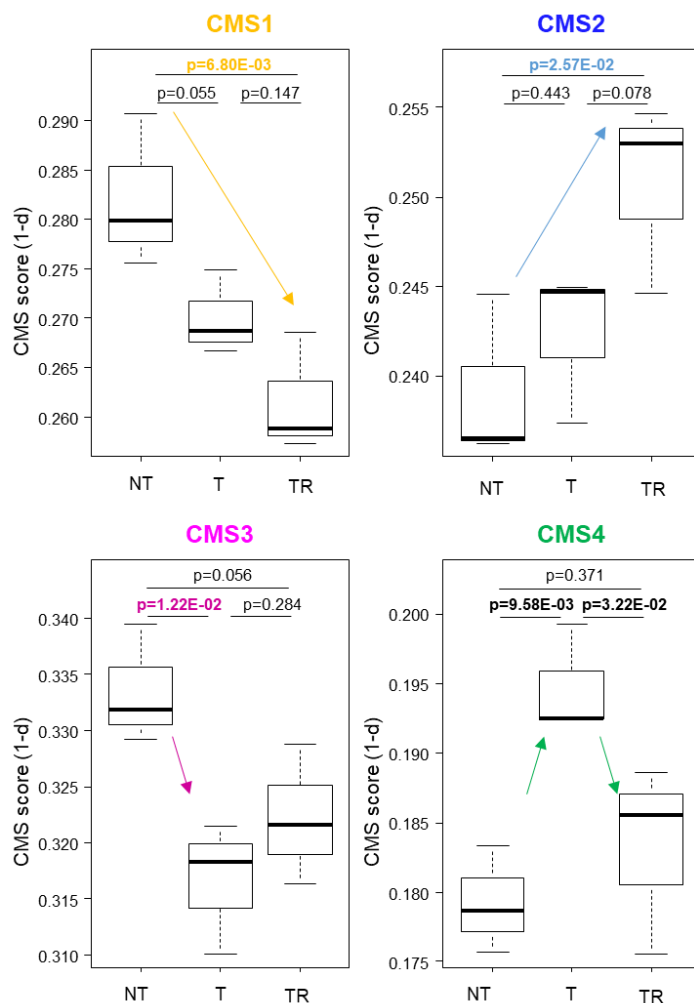 CMS1
p=6.80E-03
p=0.055
p=0.147
CMS score (1-d)
0.290
0.285
0.280
0.275
0.270
0.265
0.260
NT
T
TR
CMS2
p=2.57E-02
p=0.443
p=0.078
CMS score (1-d)
0.255
0.250
0.245
0.240
NT
T
TR
CMS3
p=0.056
p=1.22E-02
p=0.284
CMS score (1-d)
0.340
0.335
0.330
0.325
0.320
0.315
0.310
NT
T
TR
CMS4
p=0.371
p=9.58E-03
p=3.22E-02
CMS score (1-d)
0.200
0.195
0.190
0.185
0.180
0.175
NT
T
TR